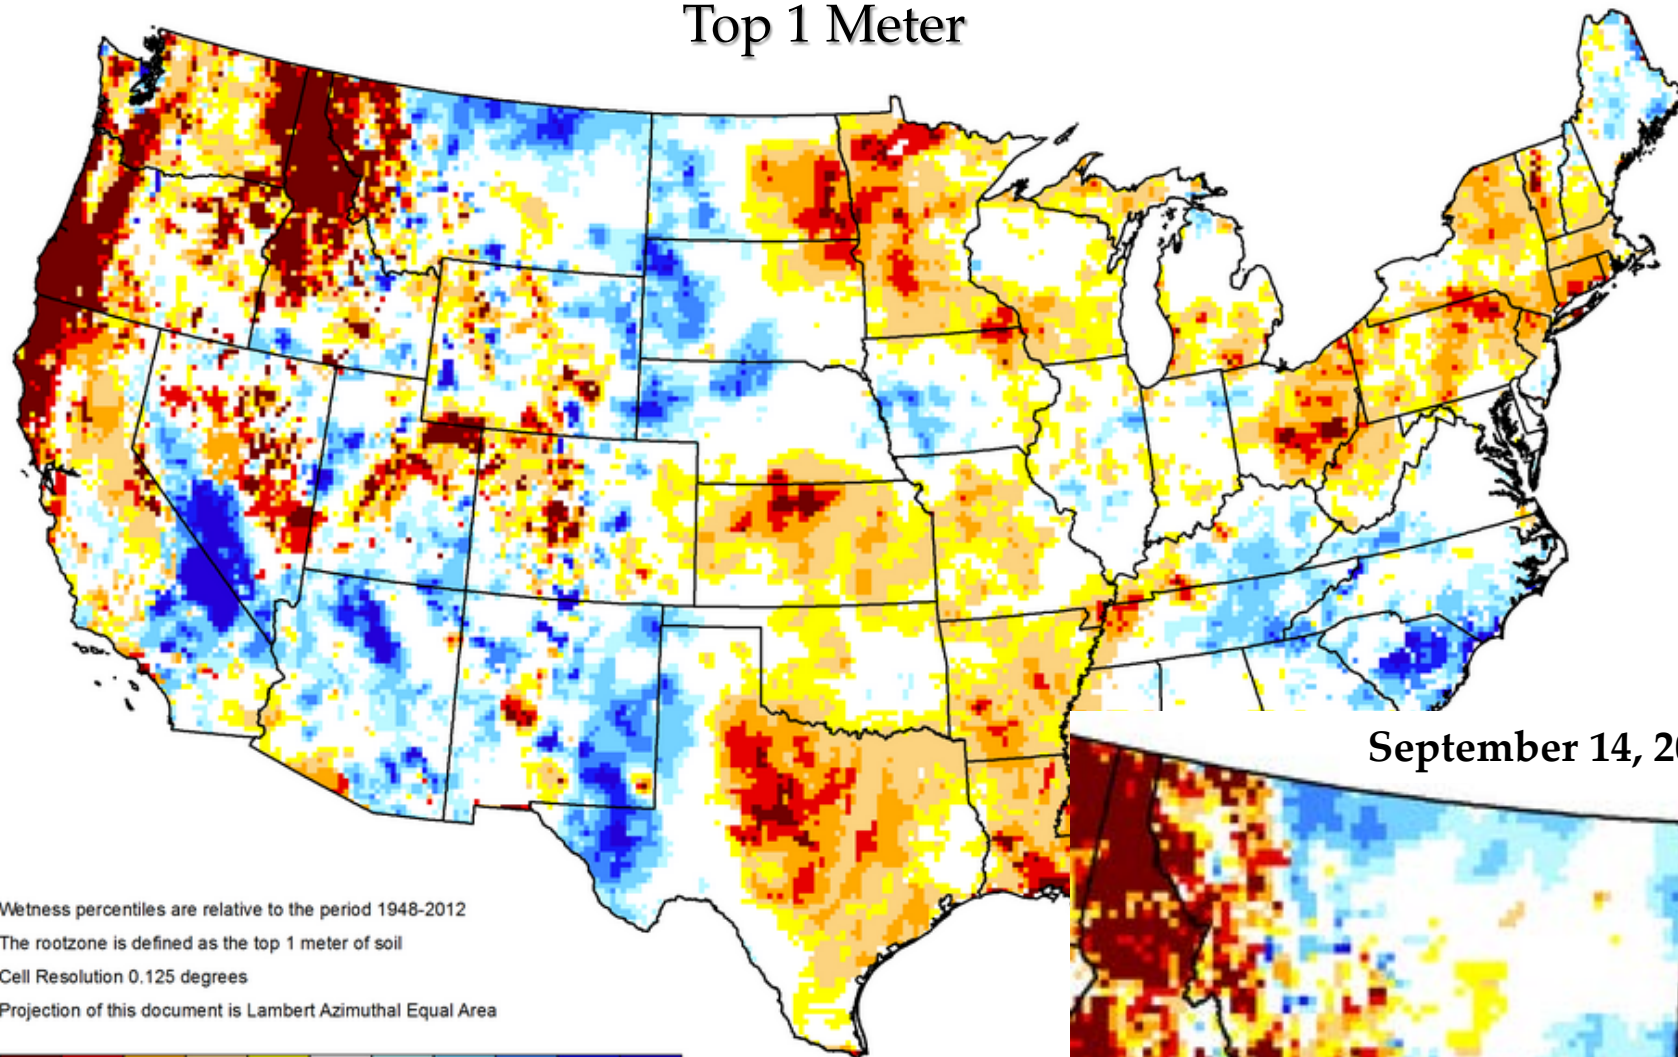 Top 1 Meter
September 14, 20
Wetness percentiles are relative to the period 1948-2012
The rootzone is defined as the top 1 meter of soil
Cell Resolution 0.125 degrees
Projection of this document is Lambert Azimuthal Equal Area